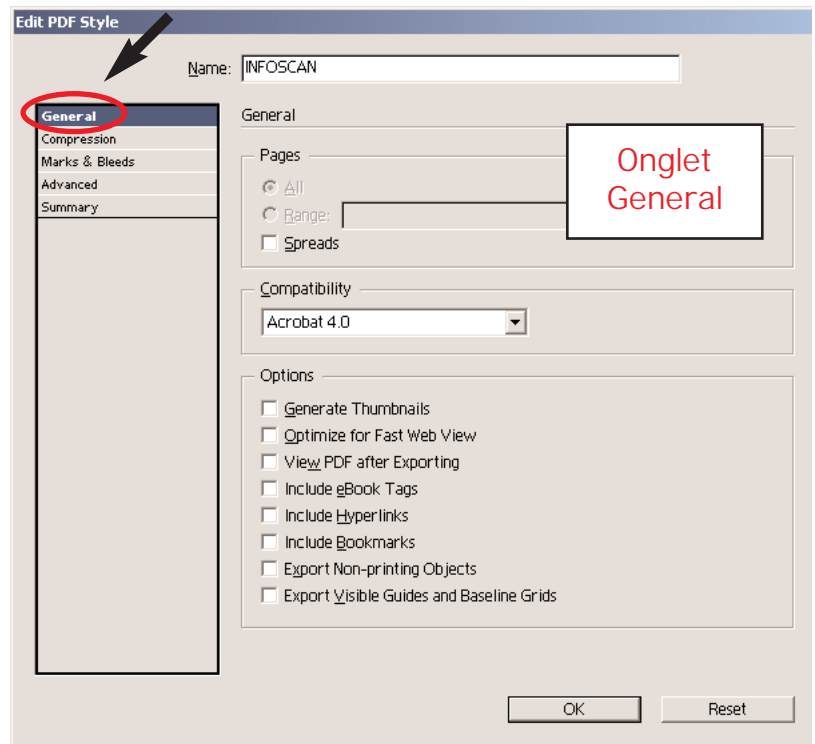 Edit PDF Style
Name: INFOSCAN
General
Compression
Marks & Bleeds
Advanced
Summary
General
Pages
All
Range:
Spreads
Onglet
General
Compatibility
Acrobat 4.0
Options
Generate Thumbnails
Optimize for Fast Web View
View PDF after Exporting
Include eBook Tags
Include Hyperlinks
Include Bookmarks
Export Non-printing Objects
Export Visible Guides and Baseline Grids
OK
Reset